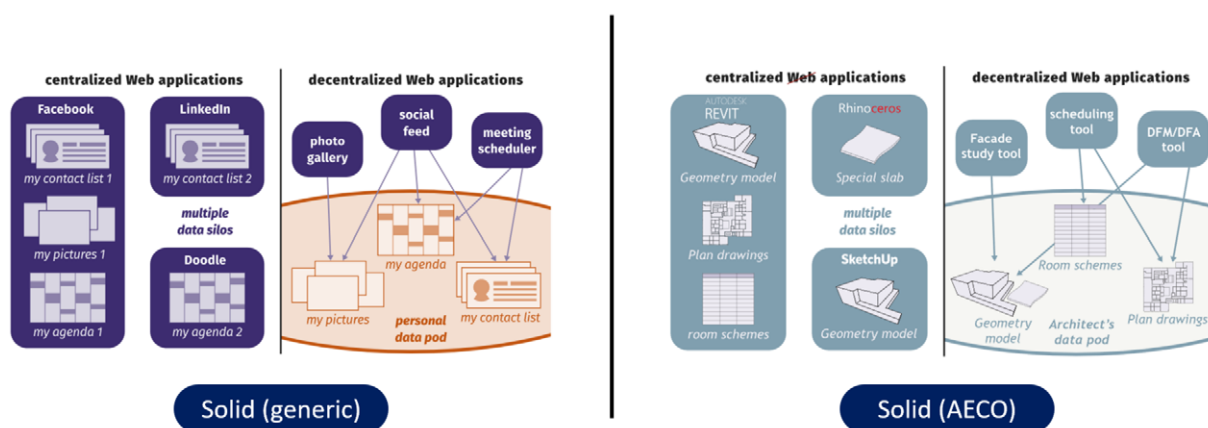 centralized Web applications
Facebook
my contact list 1
my pictures 1
my agenda 1
LinkedIn
my contact list 2
multiple
data silos
Doodle
my agenda 2
decentralized Web applications
photo
gallery
social
feed
meeting
scheduler
my agenda
my pictures
my contact list
personal
data pod
Solid (generic)
centralized Web applications
AUTODESK
REVIT
Geometry model
Plan drawings
room schemes
Rhinoceros
Special slab
multiple
data silos
SketchUp
Geometry model
decentralized Web applications
Facade
study tool
scheduling
tool
DFM/DFA
tool
Room schemes
Geometry
model
Architect's
data pod
Plan drawings
Solid (AECO)